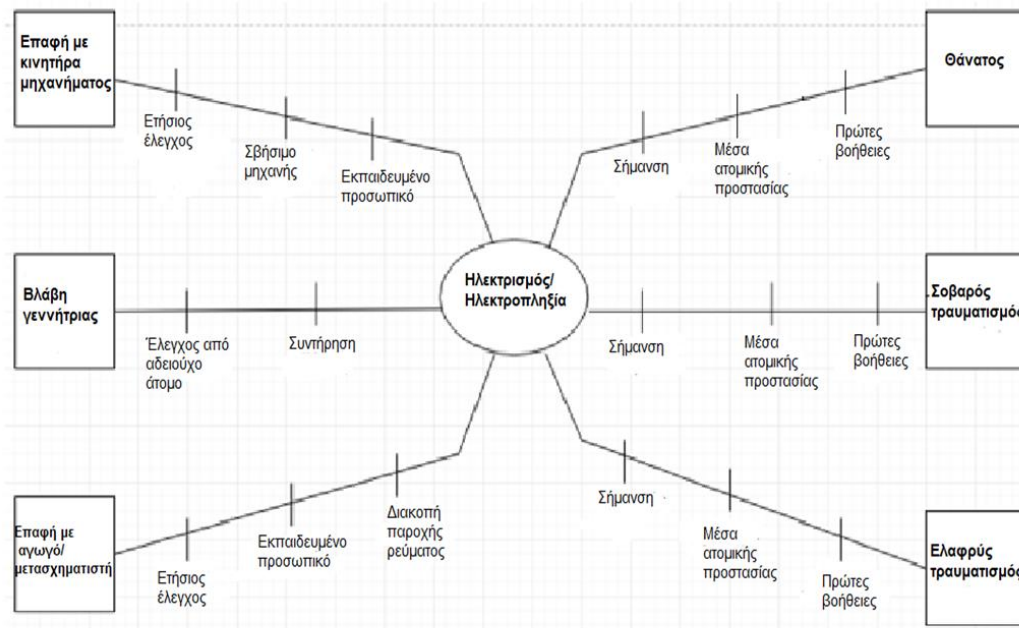 Επαφή με
κινητήρα
μηχανήματος
Ετήσιος
έλεγχος
Σβήσιμο
μηχανής
Εκπαιδευμένο
προσωπικό
Θάνατος
Σήμανση
Μέσα
ατομικής
προστασίας
Πρώτες
βοήθειες
Βλάβη
γεννήτριας
Έλεγχος από
αδειούχο
άτομο
Συντήρηση
Ηλεκτρισμός/
Ηλεκτροπληξία
Σήμανση
Μέσα
ατομικής
προστασίας
Πρώτες
βοήθειες
Σοβαρός
τραυματισμός
Επαφή με
αγωγό/
μετασχηματιστή
Ετήσιος
έλεγχος
Εκπαιδευμένο
προσωπικό
Διακοπή
παροχής
ρεύματος
Σήμανση
Μέσα
ατομικής
προστασίας
Πρώτες
βοήθειες
Ελαφρύς
τραυματισμός